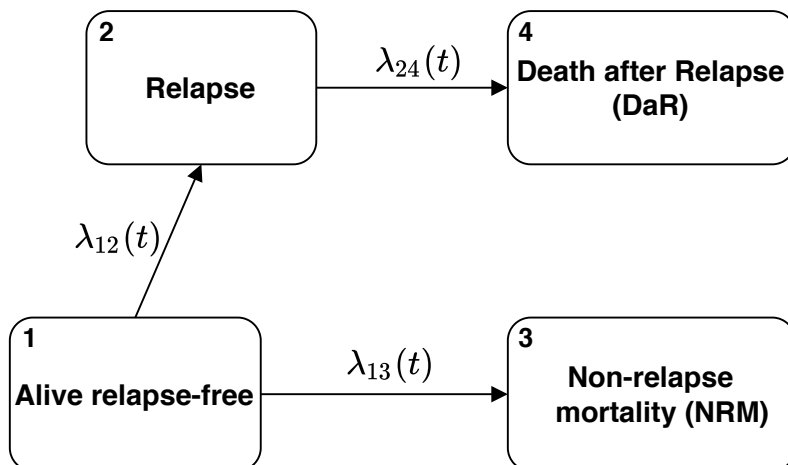 2
Relapse
λ₂₄(t)
4
Death after Relapse
(DaR)
λ₁₂(t)
1
Alive relapse-free
λ₁₃(t)
3
Non-relapse
mortality (NRM)